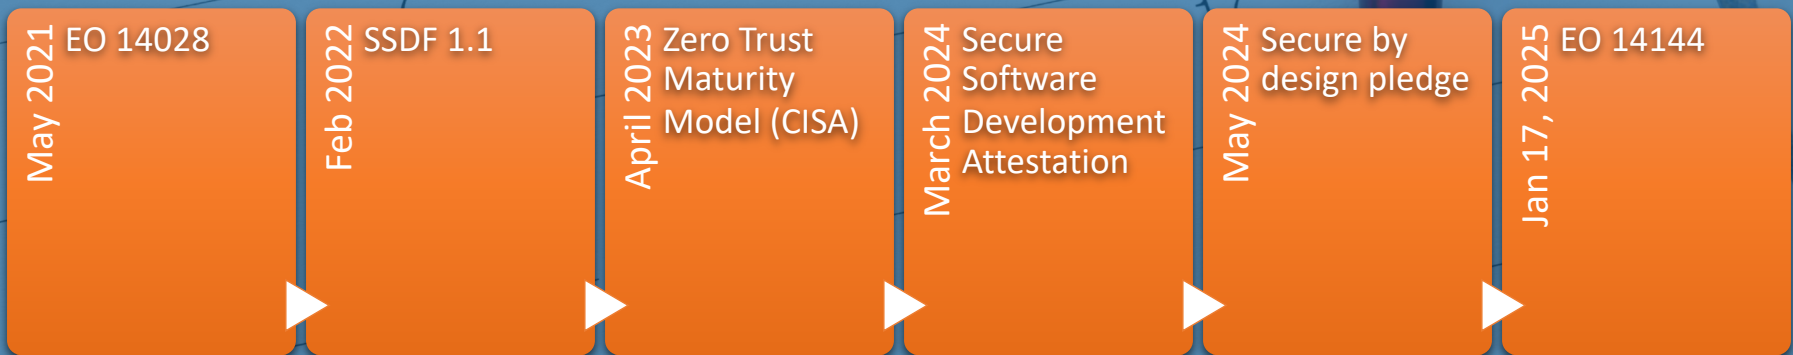 May 2021
EO 14028
Feb 2022
SSDF 1.1
April 2023
Zero Trust
Maturity
Model (CISA)
March 2024
Secure
Software
Development
Attestation
May 2024
Secure by
design pledge
Jan 17, 2025
EO 14144